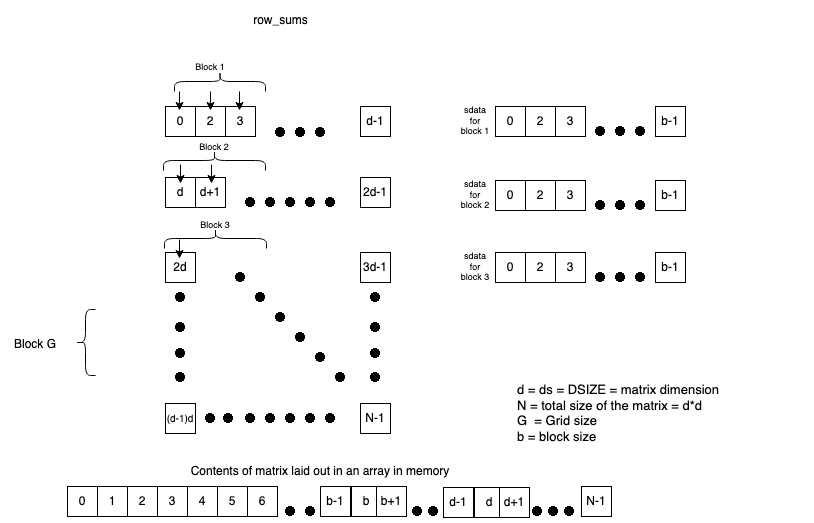 row_sums
Block 1
0 2 3 d-1
sdata
for
block 1
0 2 3 b-1
Block 2
d d+1 2d-1
sdata
for
block 2
0 2 3 b-1
Block 3
2d 3d-1
sdata
for
block 3
0 2 3 b-1
Block G
(d-1)d N-1
d = ds = DSIZE = matrix dimension
N = total size of the matrix = d*d
G = Grid size
b = block size
Contents of matrix laid out in an array in memory
0 1 2 3 4 5 6 b-1 b b+1 d-1 d d+1 N-1